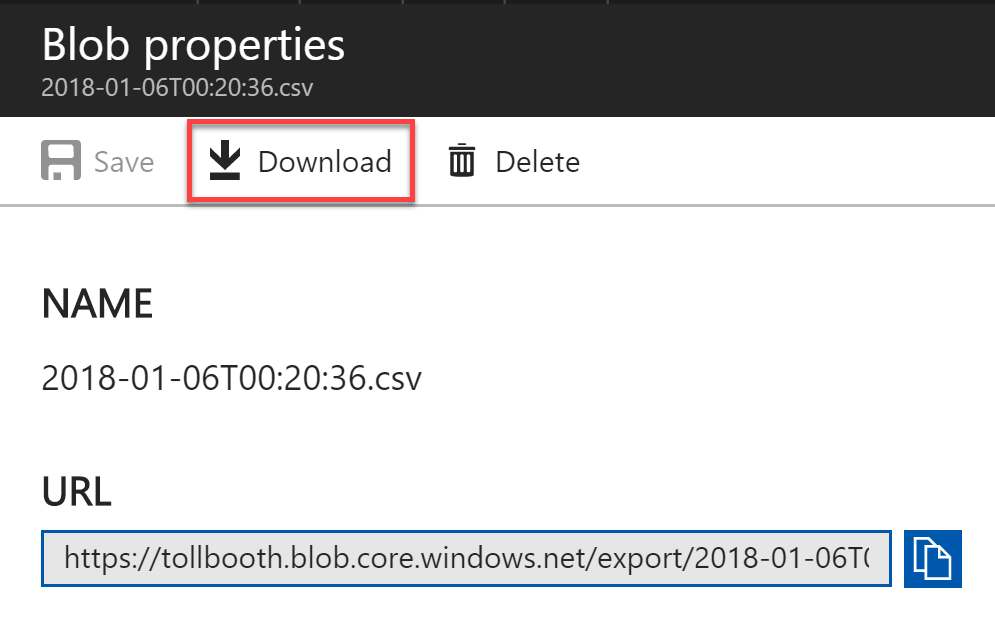 Blob properties
2018-01-06T00:20:36.csv
Save Download Delete
NAME
2018-01-06T00:20:36.csv
URL
https://tollbooth.blob.core.windows.net/export/2018-01-06T